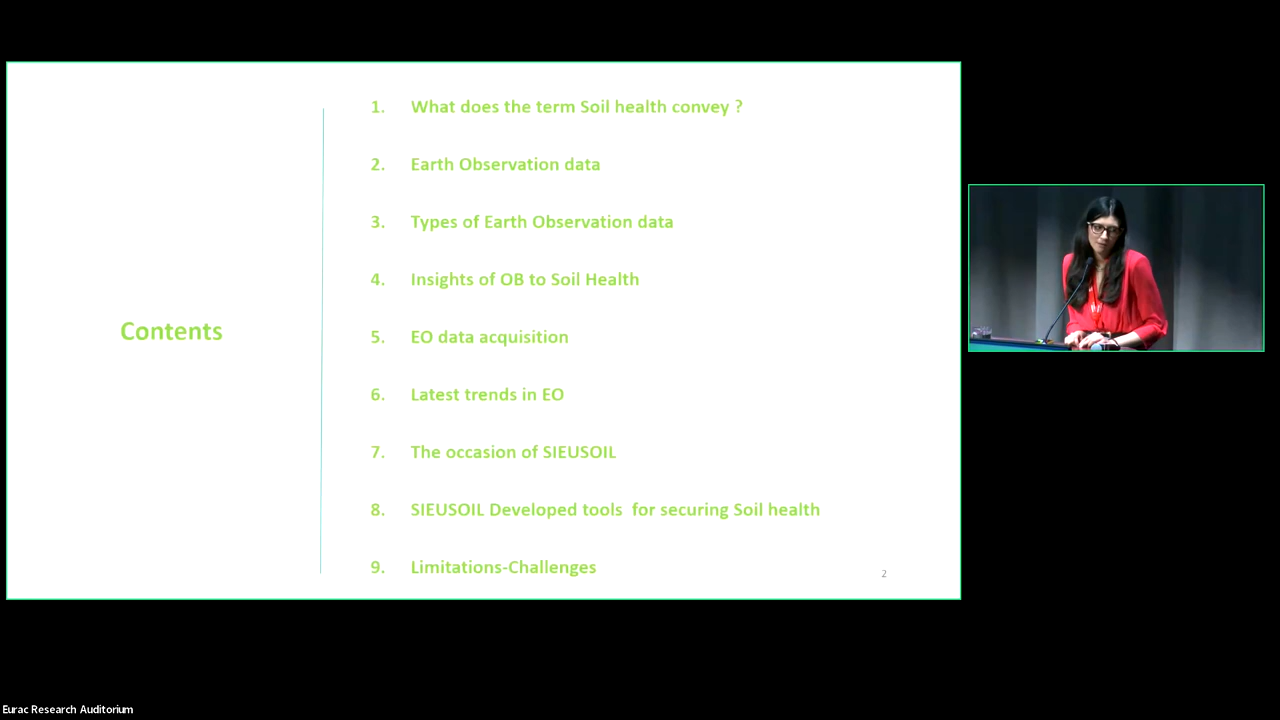 Contents
1. What does the term Soil health convey ?
2. Earth Observation data
3. Types of Earth Observation data
4. Insights of OB to Soil Health
5. EO data acquisition
6. Latest trends in EO
7. The occasion of SIEUSOIL
8. SIEUSOIL Developed tools  for securing Soil health
9. Limitations-Challenges
2
Eurac Research Auditorium